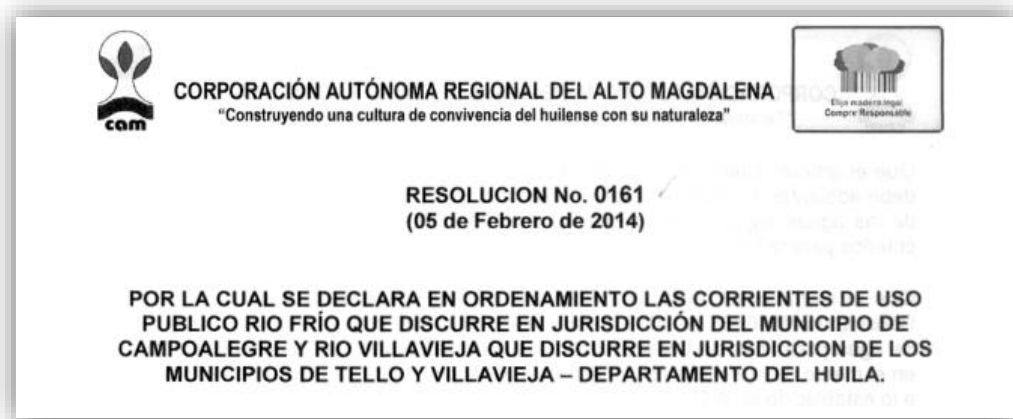 cam
CORPORACIÓN AUTÓNOMA REGIONAL DEL ALTO MAGDALENA
"Construyendo una cultura de convivencia del huilense con su naturaleza"
Elija madera legal
Compre Responsable
RESOLUCION No. 0161
(05 de Febrero de 2014)
POR LA CUAL SE DECLARA EN ORDENAMIENTO LAS CORRIENTES DE USO
PUBLICO RIO FRÍO QUE DISCURRE EN JURISDICCIÓN DEL MUNICIPIO DE
CAMPOALEGRE Y RIO VILLAVIEJA QUE DISCURRE EN JURISDICCION DE LOS
MUNICIPIOS DE TELLO Y VILLAVIEJA – DEPARTAMENTO DEL HUILA.